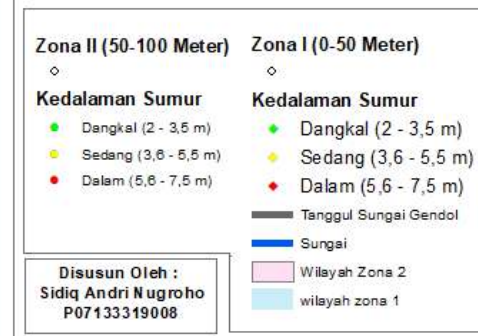 Zona II (50-100 Meter)
Kedalaman Sumur
Dangkal (2 - 3,5 m)
Sedang (3,6 - 5,5 m)
Dalam (5,6 - 7,5 m)
Zona I (0-50 Meter)
Kedalaman Sumur
Dangkal (2 - 3,5 m)
Sedang (3,6 - 5,5 m)
Dalam (5,6 - 7,5 m)
Tanggul Sungai Gendol
Sungai
Wilayah Zona 2
wilayah zona 1
Disusun Oleh :
Sidiq Andri Nugroho
P07133319008